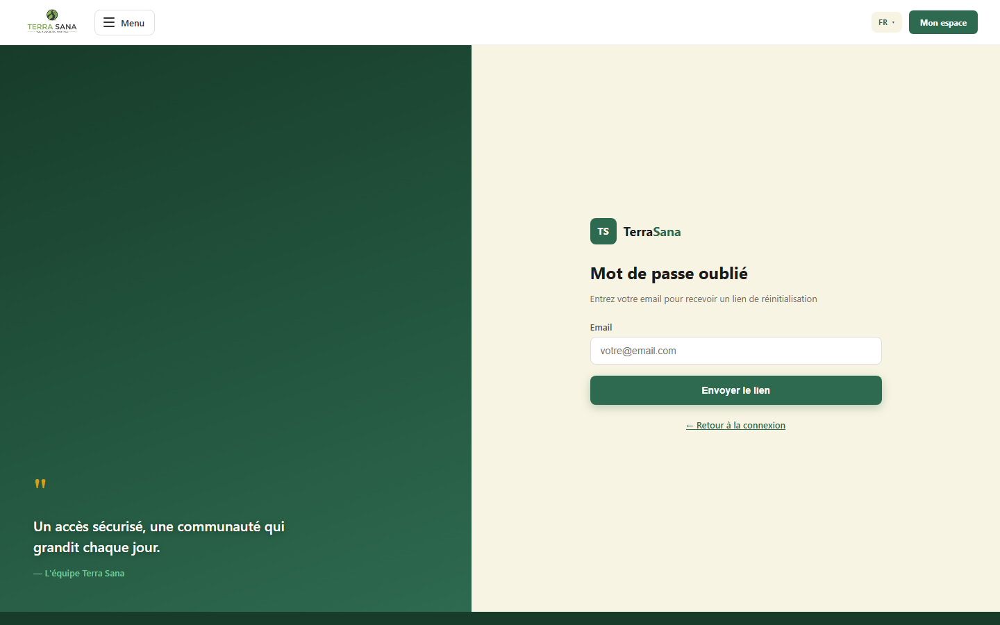 TERRA SANA
Menu
FR
Mon espace
TS
TerraSana
Mot de passe oublié
Entrez votre email pour recevoir un lien de réinitialisation
Email
votre@email.com
Envoyer le lien
← Retour à la connexion
"
Un accès sécurisé, une communauté qui
grandit chaque jour.
— L'équipe Terra Sana